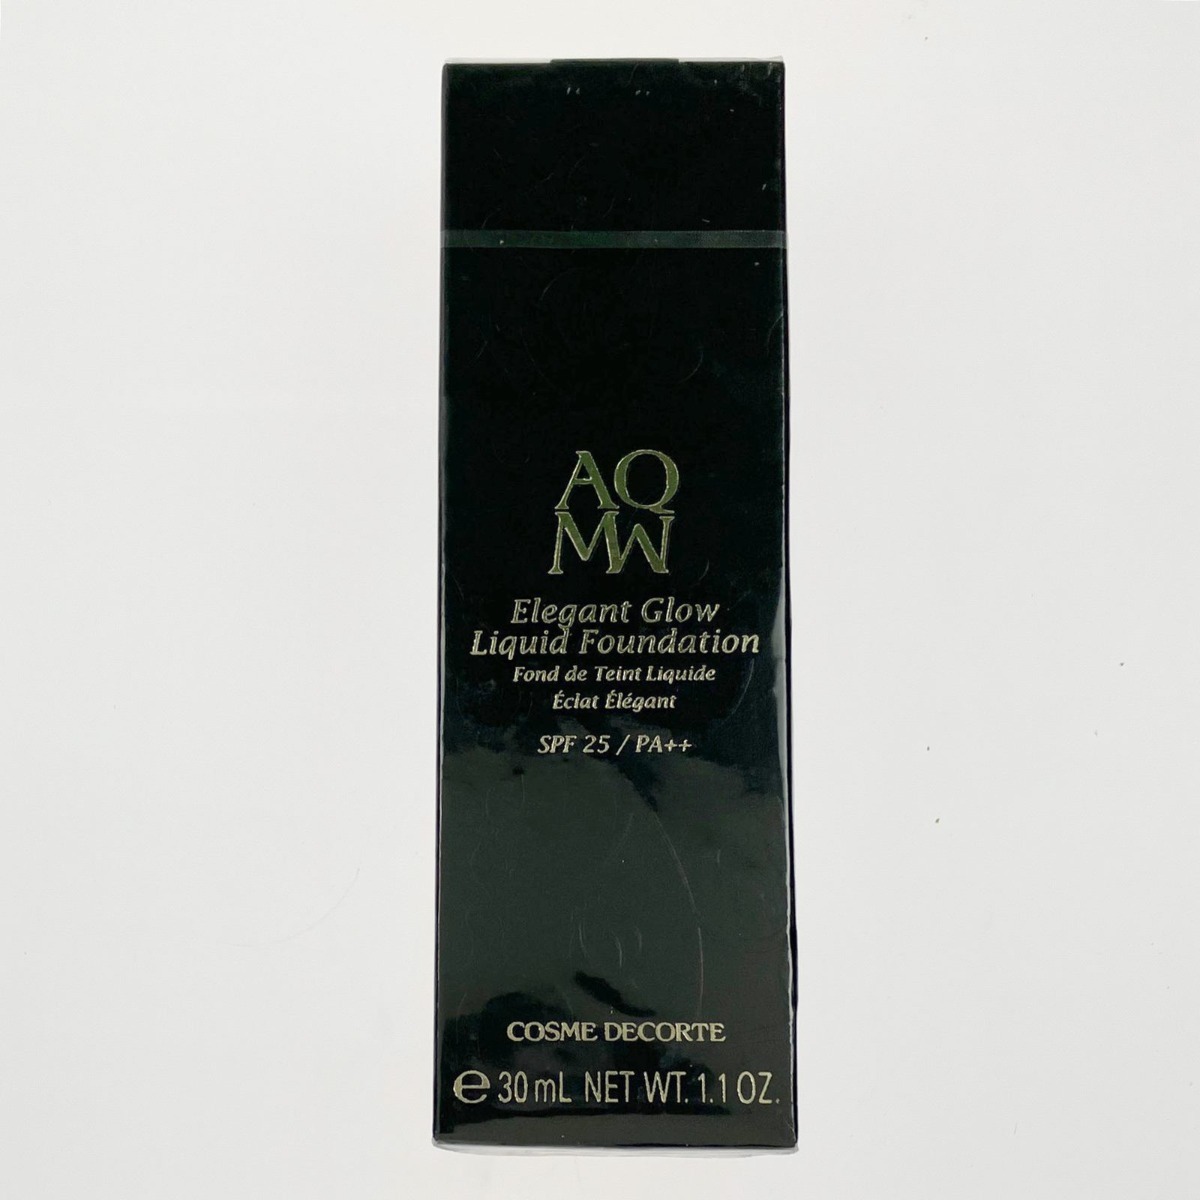 AQ
MW
Elegant Glow
Liquid Foundation
Fond de Teint Liquide
Éclat Élégant
SPF 25 / PA++
COSME DECORTE
℮ 30 mL NET WT. 1.1 OZ.